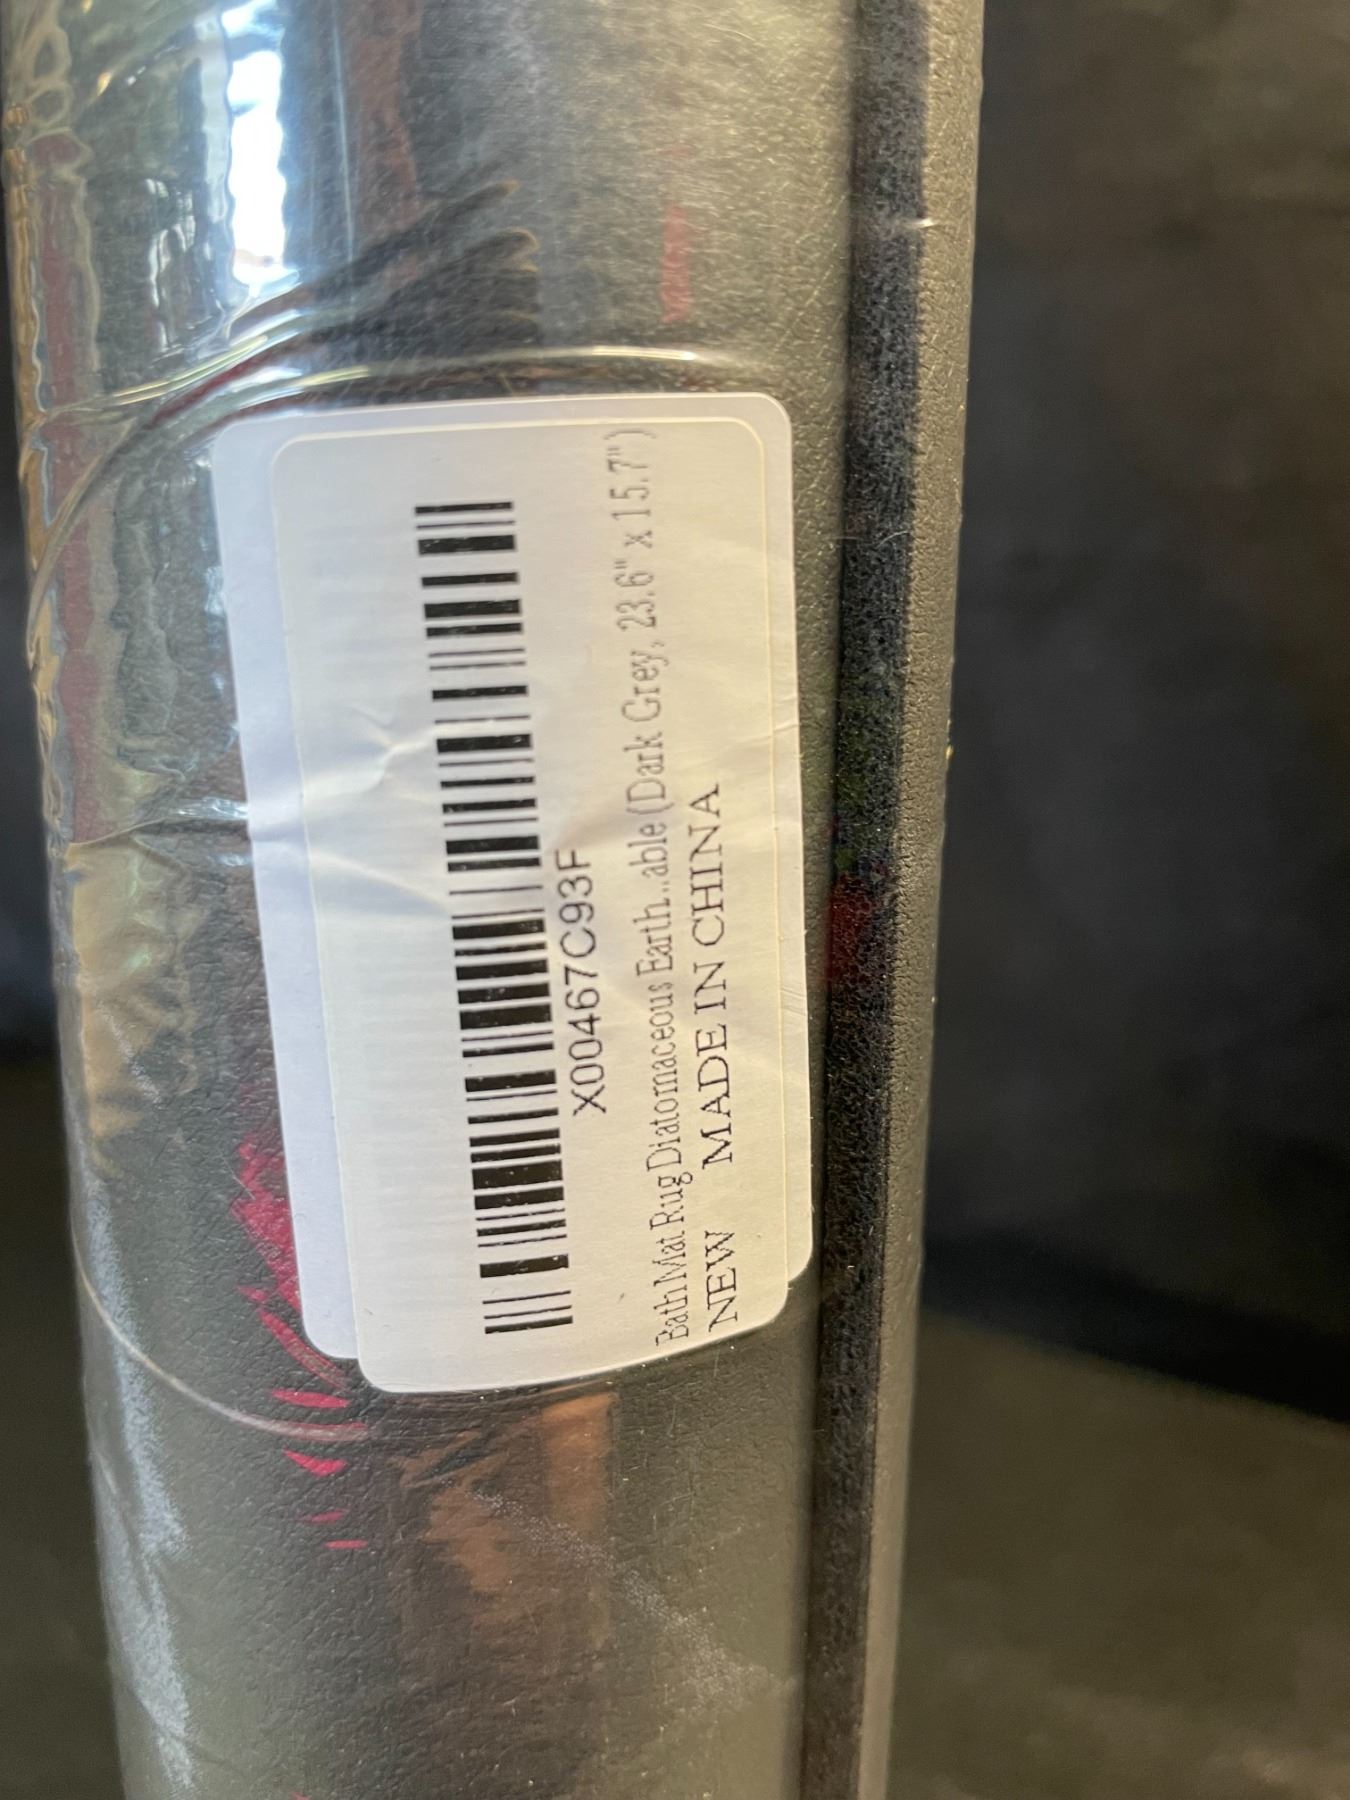 X00467C93F
Bath Mat Rug Diatomaceous Earth...able (Dark Grey, 23.6" x 15.7")
NEW MADE IN CHINA